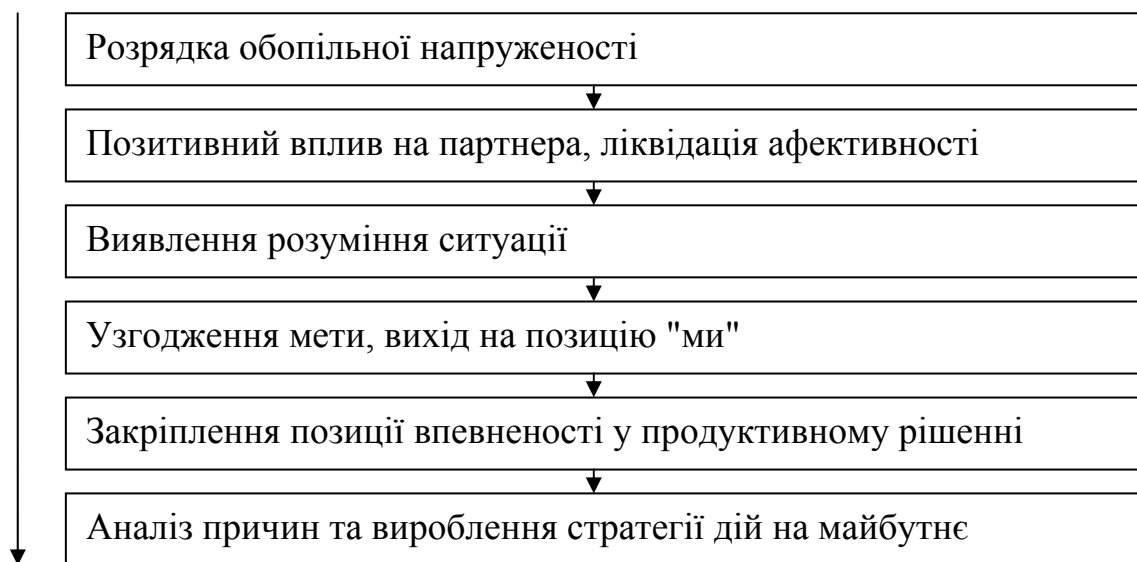 Розрядка обопільної напруженості
Позитивний вплив на партнера, ліквідація афективності
Виявлення розуміння ситуації
Узгодження мети, вихід на позицію "ми"
Закріплення позиції впевненості у продуктивному рішенні
Аналіз причин та вироблення стратегії дій на майбутнє